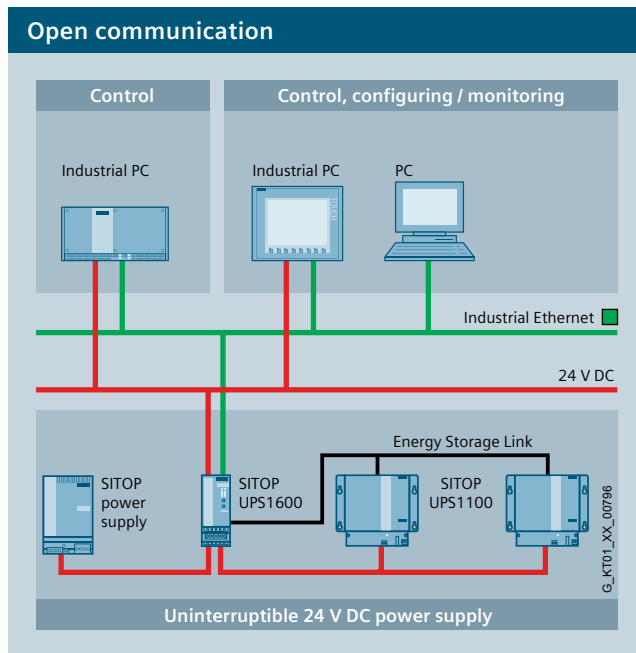 Open communication
Control
Control, configuring / monitoring
Industrial PC
Industrial PC
PC
Industrial Ethernet
24 V DC
Energy Storage Link
SITOP
power
supply
SITOP
UPS1600
SITOP
UPS1100
G_KT01_XX_00796
Uninterruptible 24 V DC power supply